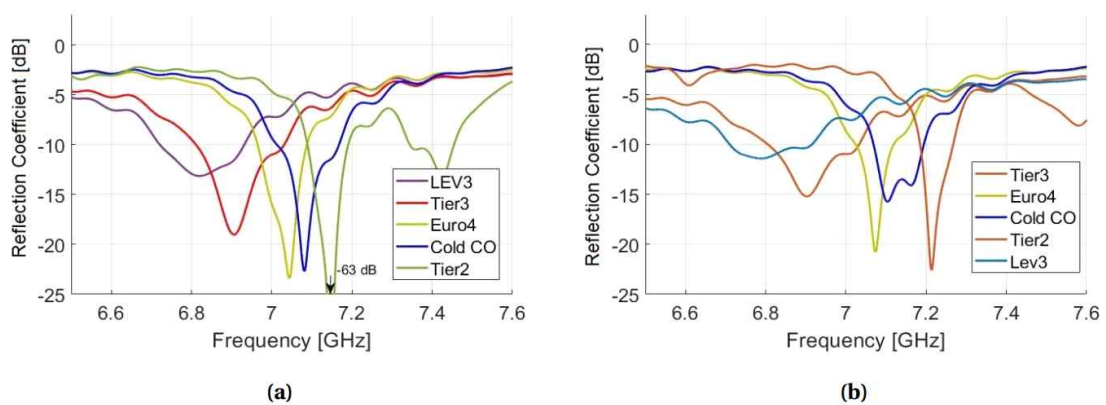 0
-5
-10
-15
-20
-25
Reflection Coefficient [dB]
LEV3
Tier3
Euro4
Cold CO
Tier2
-63 dB
6.6 6.8 7 7.2 7.4 7.6
Frequency [GHz]
(a)
0
-5
-10
-15
-20
-25
Reflection Coefficient [dB]
Tier3
Euro4
Cold CO
Tier2
Lev3
6.6 6.8 7 7.2 7.4 7.6
Frequency [GHz]
(b)